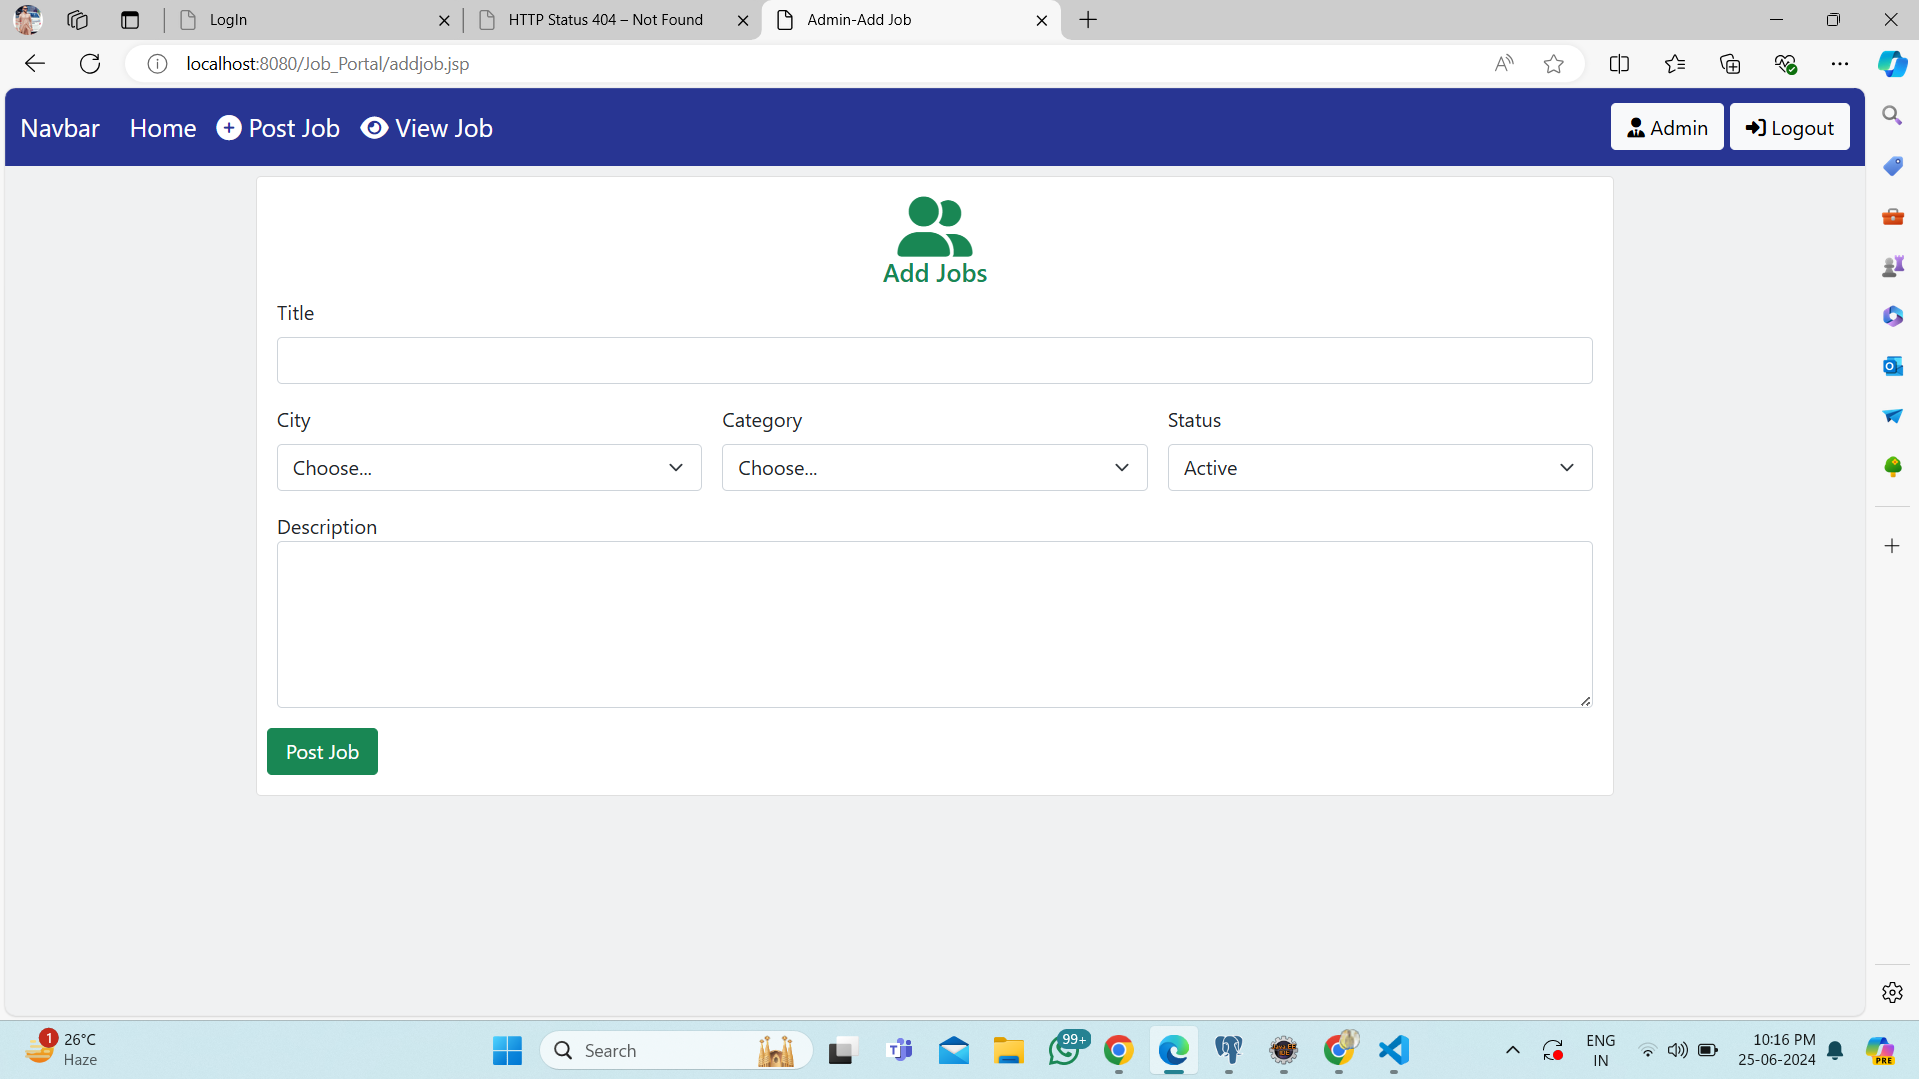 LogIn
HTTP Status 404 – Not Found
Admin-Add Job
localhost:8080/Job_Portal/addjob.jsp
Navbar Home Post Job View Job Admin Logout
Add Jobs
Title
City Category Status
Choose... Choose... Active
Description
Post Job
1
26°C
Haze
Search
99+
ENG
IN
10:16 PM
25-06-2024
PRE